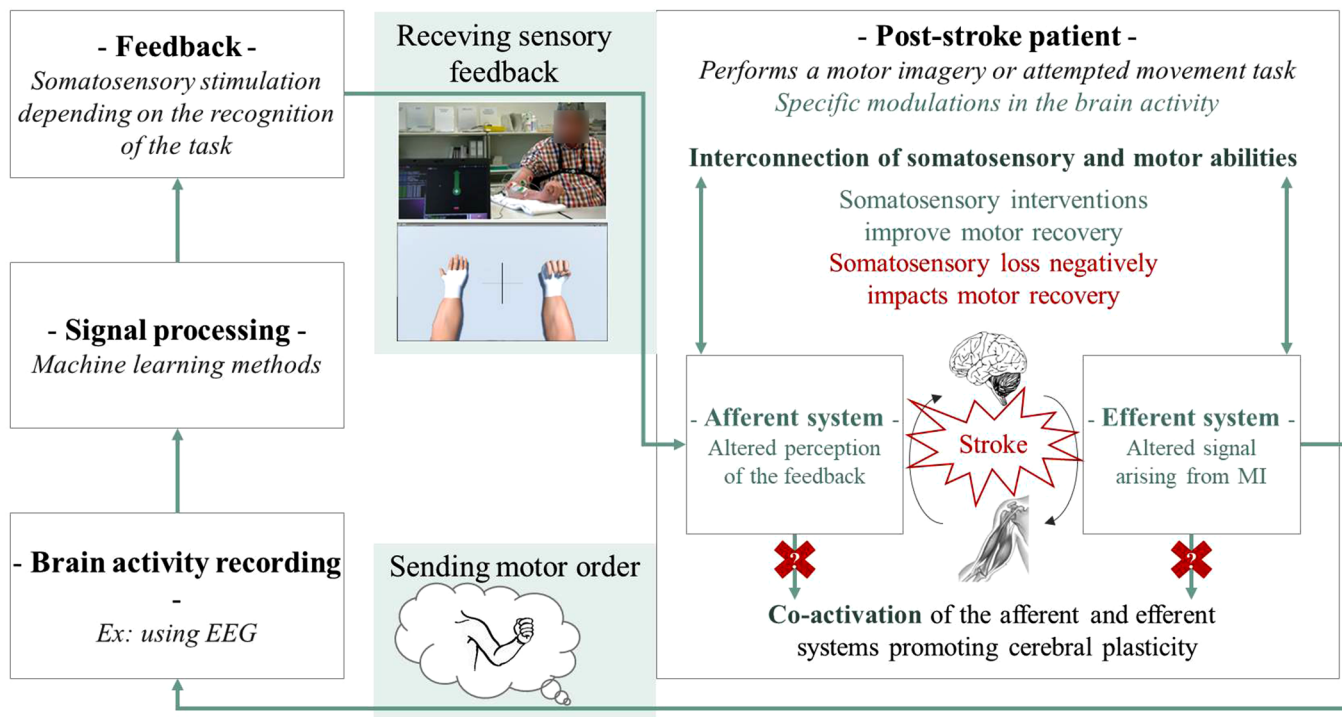 - Feedback -
Somatosensory stimulation
depending on the recognition
of the task
- Signal processing -
Machine learning methods
- Brain activity recording
-
Ex: using EEG
Receving sensory
feedback
Sending motor order
- Post-stroke patient -
Performs a motor imagery or attempted movement task
Specific modulations in the brain activity
Interconnection of somatosensory and motor abilities
Somatosensory interventions
improve motor recovery
Somatosensory loss negatively
impacts motor recovery
- Afferent system -
Altered perception
of the feedback
Stroke
- Efferent system -
Altered signal
arising from MI
?
?
Co-activation of the afferent and efferent
systems promoting cerebral plasticity